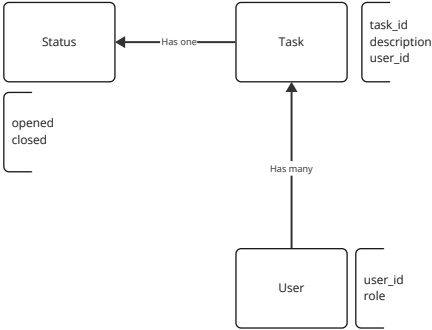 Status
Has one
Task
task_id
description
user_id
opened
closed
Has many
User
user_id
role